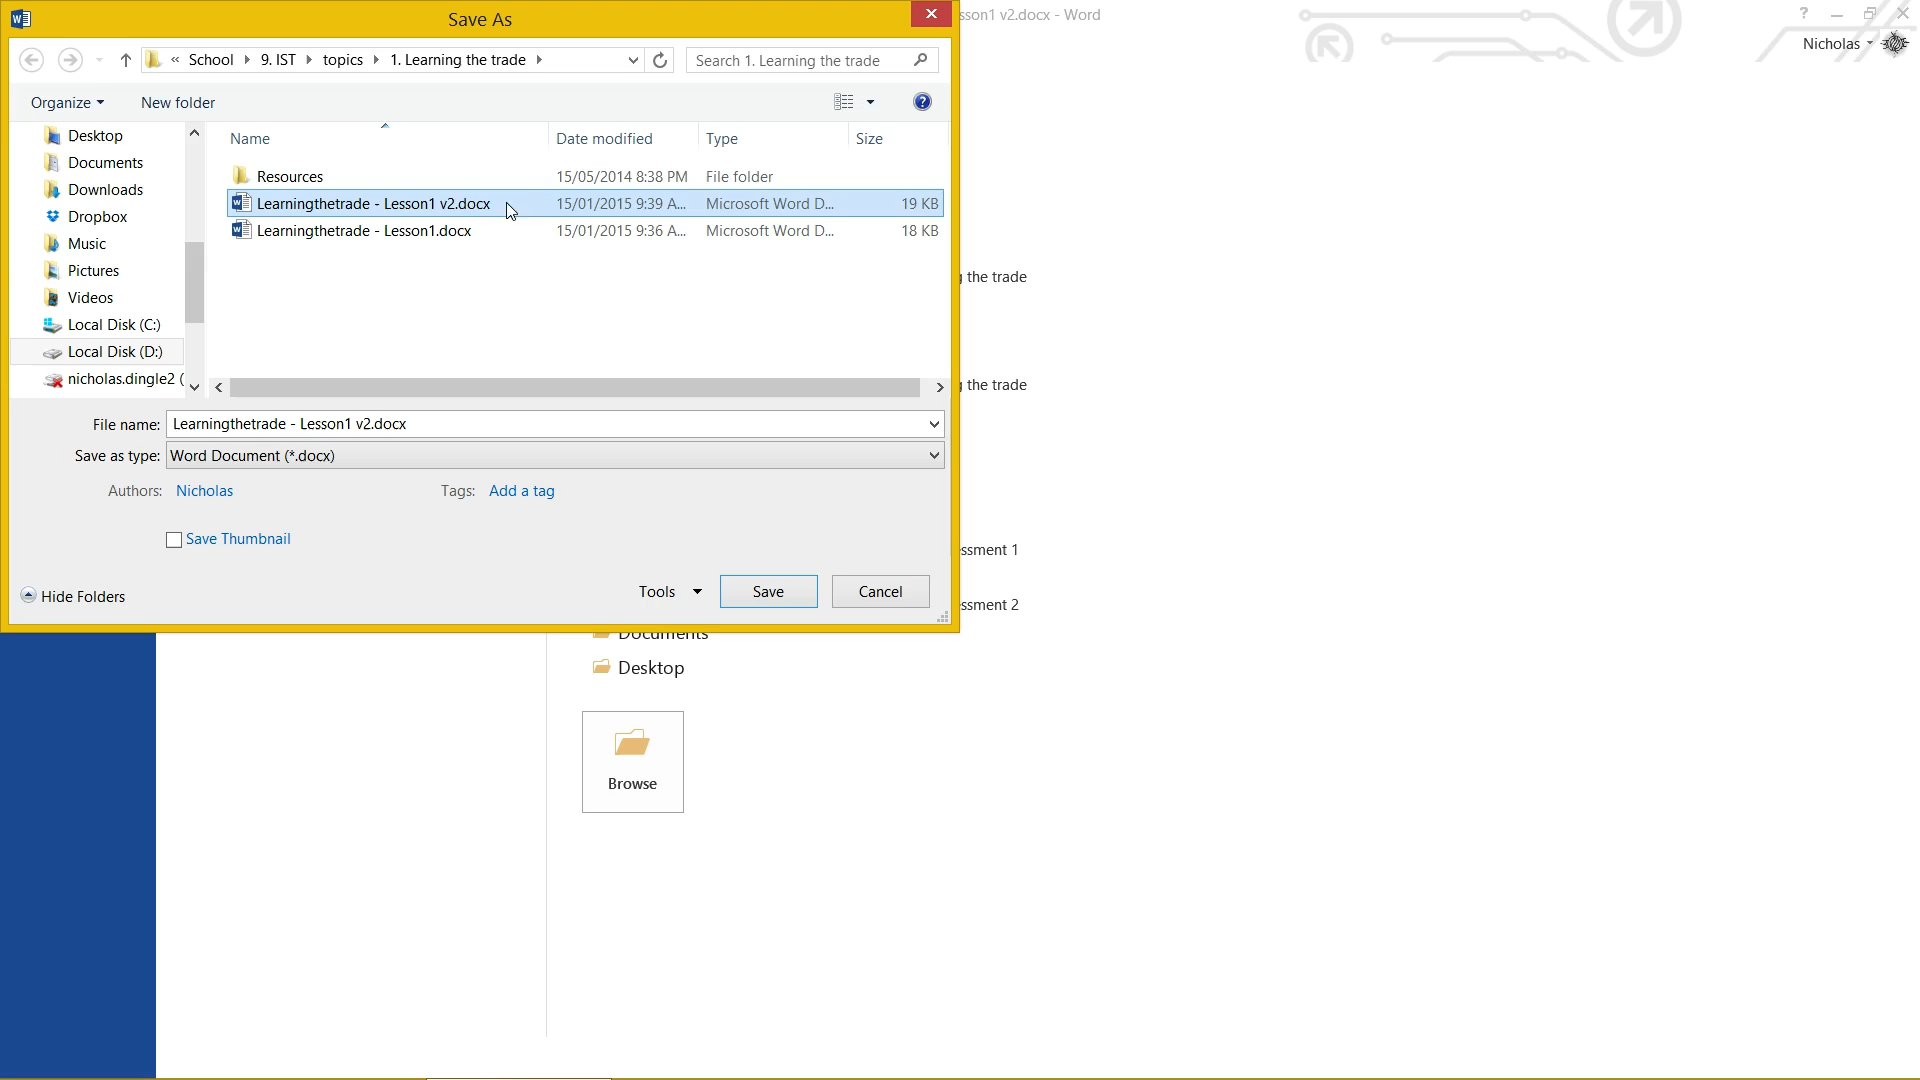 Save As
sson1 v2.docx - Word
?
Nicholas
« School 9. IST topics 1. Learning the trade
Search 1. Learning the trade
Organize
New folder
?
Name Date modified Type Size
Desktop
Documents
Downloads
Dropbox
Music
Pictures
Videos
Local Disk (C:)
Local Disk (D:)
nicholas.dingle2 (
Resources 15/05/2014 8:38 PM File folder
Learningthetrade - Lesson1 v2.docx 15/01/2015 9:39 A... Microsoft Word D... 19 KB
Learningthetrade - Lesson1.docx 15/01/2015 9:36 A... Microsoft Word D... 18 KB
the trade
the trade
File name: Learningthetrade - Lesson1 v2.docx
Save as type: Word Document (*.docx)
Authors: Nicholas
Tags: Add a tag
Save Thumbnail
ssment 1
Hide Folders
Tools
Save
Cancel
ssment 2
Documents
Desktop
Browse